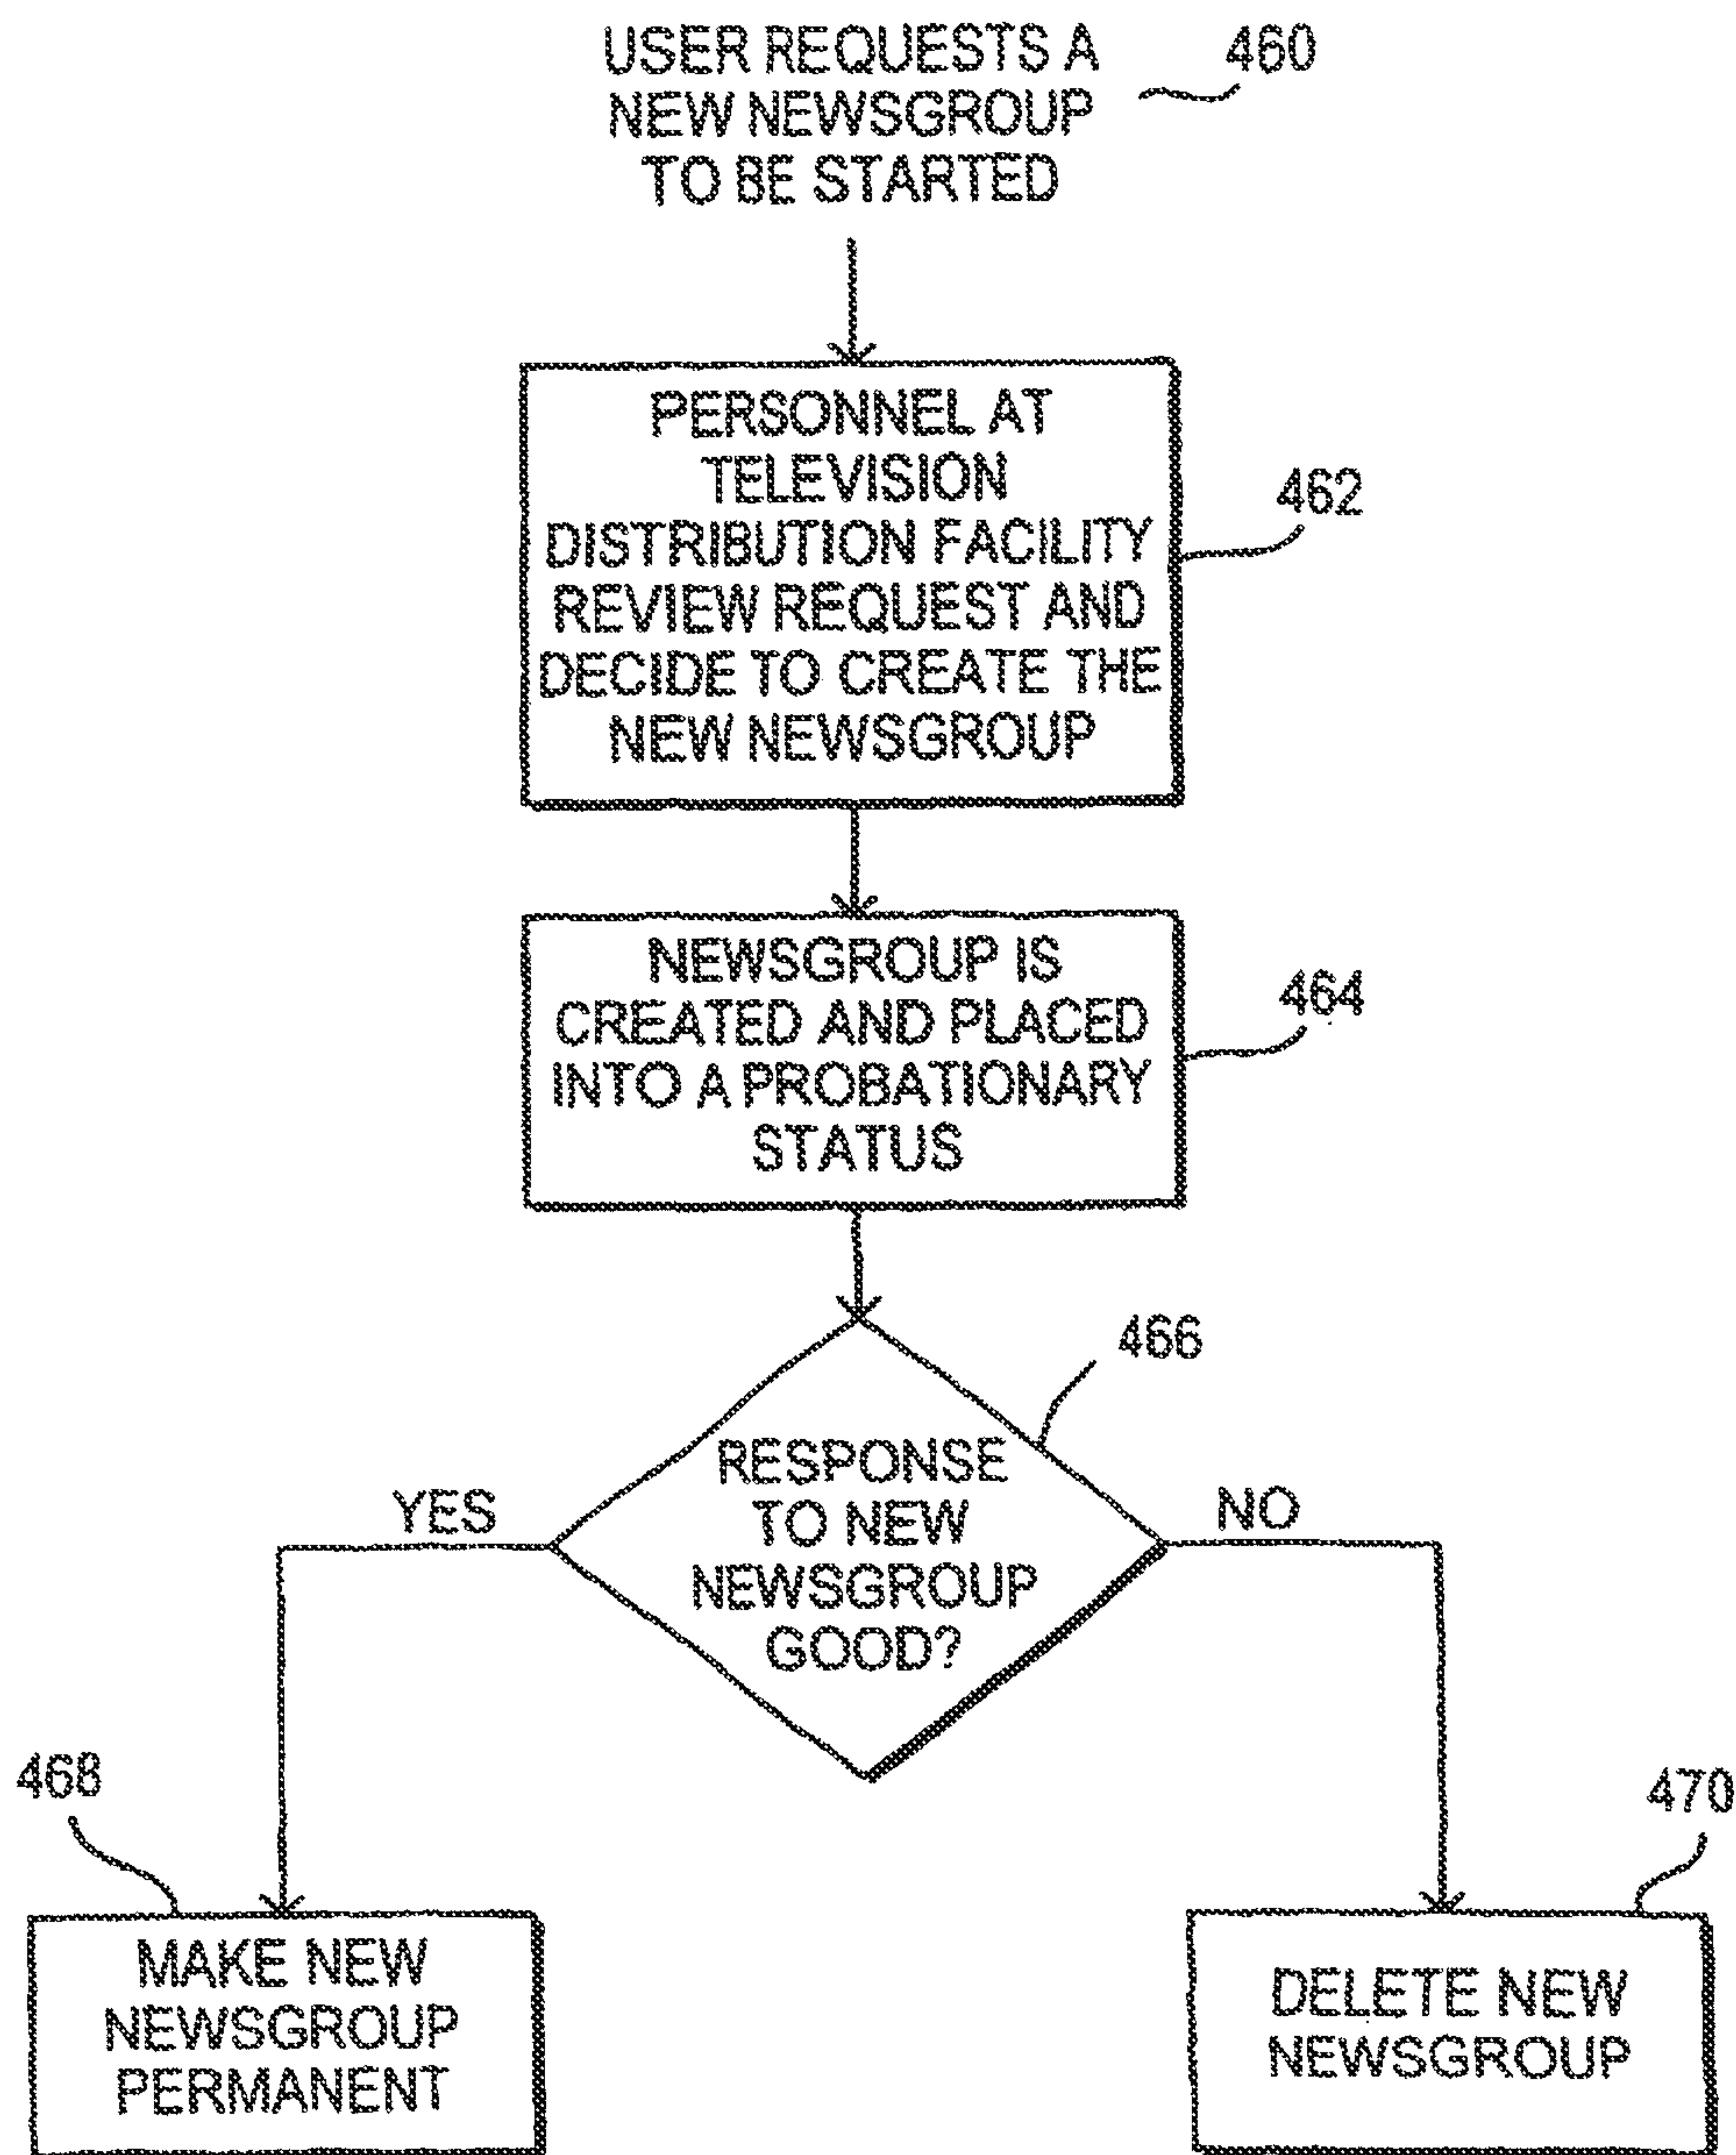 USER REQUESTS A
NEW NEWSGROUP
TO BE STARTED
460
PERSONNEL AT
TELEVISION
DISTRIBUTION FACILITY
REVIEW REQUEST AND
DECIDE TO CREATE THE
NEW NEWSGROUP
462
NEWSGROUP IS
CREATED AND PLACED
INTO A PROBATIONARY
STATUS
464
466
RESPONSE
TO NEW
NEWSGROUP
GOOD?
YES
NO
468
MAKE NEW
NEWSGROUP
PERMANENT
470
DELETE NEW
NEWSGROUP